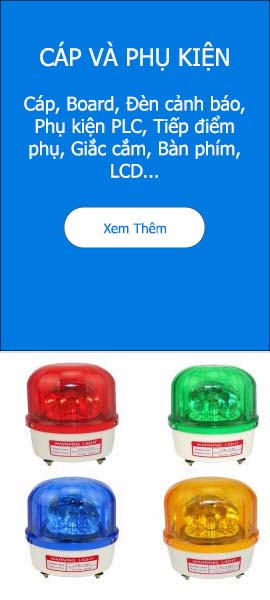 CÁP VÀ PHỤ KIỆN
Cáp, Board, Đèn cảnh báo,
Phụ kiện PLC, Tiếp điểm
phụ, Giắc cắm, Bàn phím,
LCD...
Xem Thêm
WARNING LIGHT
WARNING LIGHT
WARNING LIGHT
WARNING LIGHT